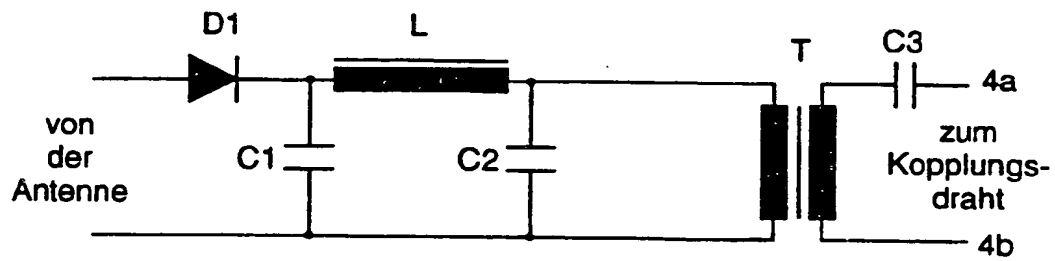 D1
L
T
C3
4a
von
der
Antenne
C1
C2
zum
Kopplungs-
draht
4b